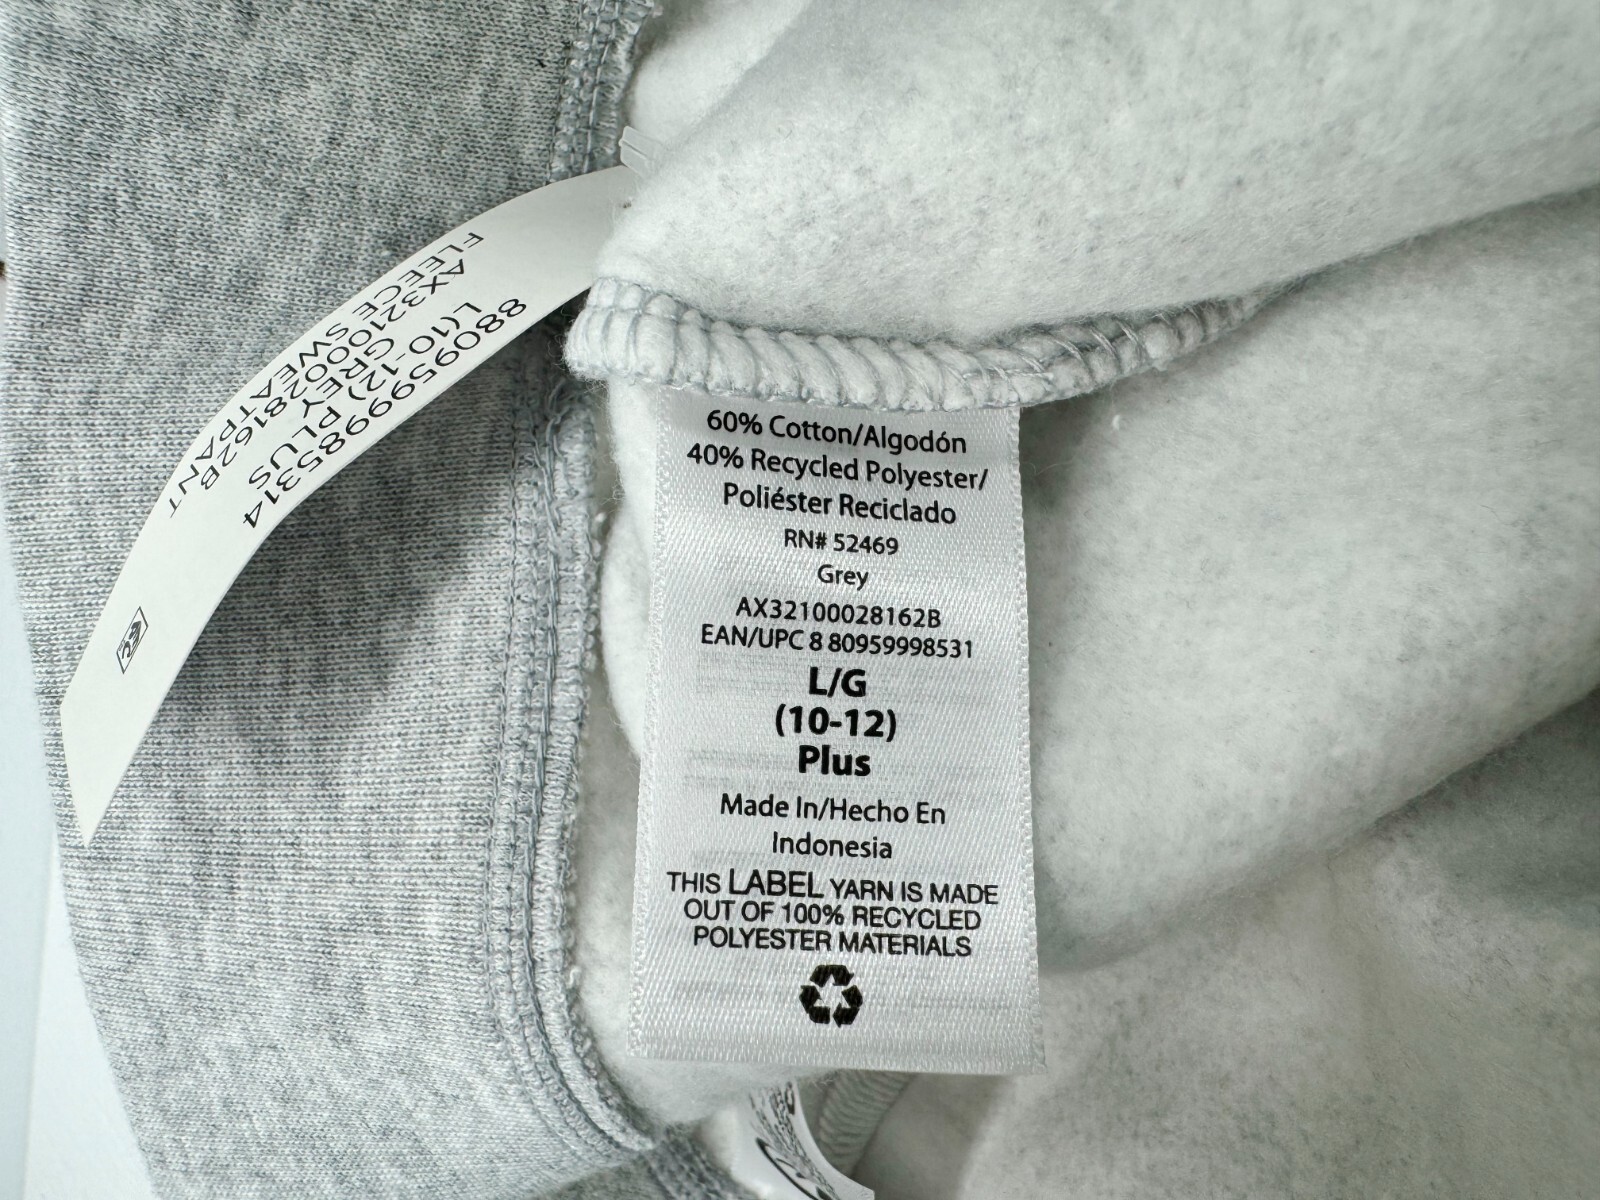 8809599985314
L(10-12) PLUS
GREY
AX32100028162B
FLEECE SWEATPANT
60% Cotton/Algodón
40% Recycled Polyester/
Poliéster Reciclado
RN# 52469
Grey
AX32100028162B
EAN/UPC 8 80959998531
L/G
(10-12)
Plus
Made In/Hecho En
Indonesia
THIS LABEL YARN IS MADE
OUT OF 100% RECYCLED
POLYESTER MATERIALS